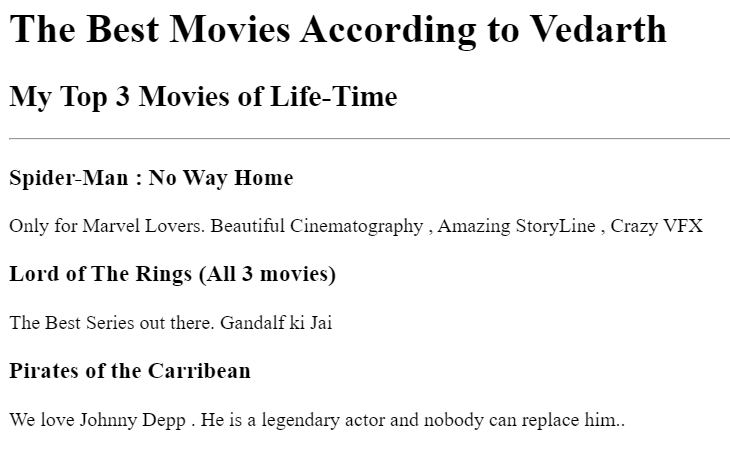 The Best Movies According to Vedarth
My Top 3 Movies of Life-Time
Spider-Man : No Way Home
Only for Marvel Lovers. Beautiful Cinematography , Amazing StoryLine , Crazy VFX
Lord of The Rings (All 3 movies)
The Best Series out there. Gandalf ki Jai
Pirates of the Carribean
We love Johnny Depp . He is a legendary actor and nobody can replace him..